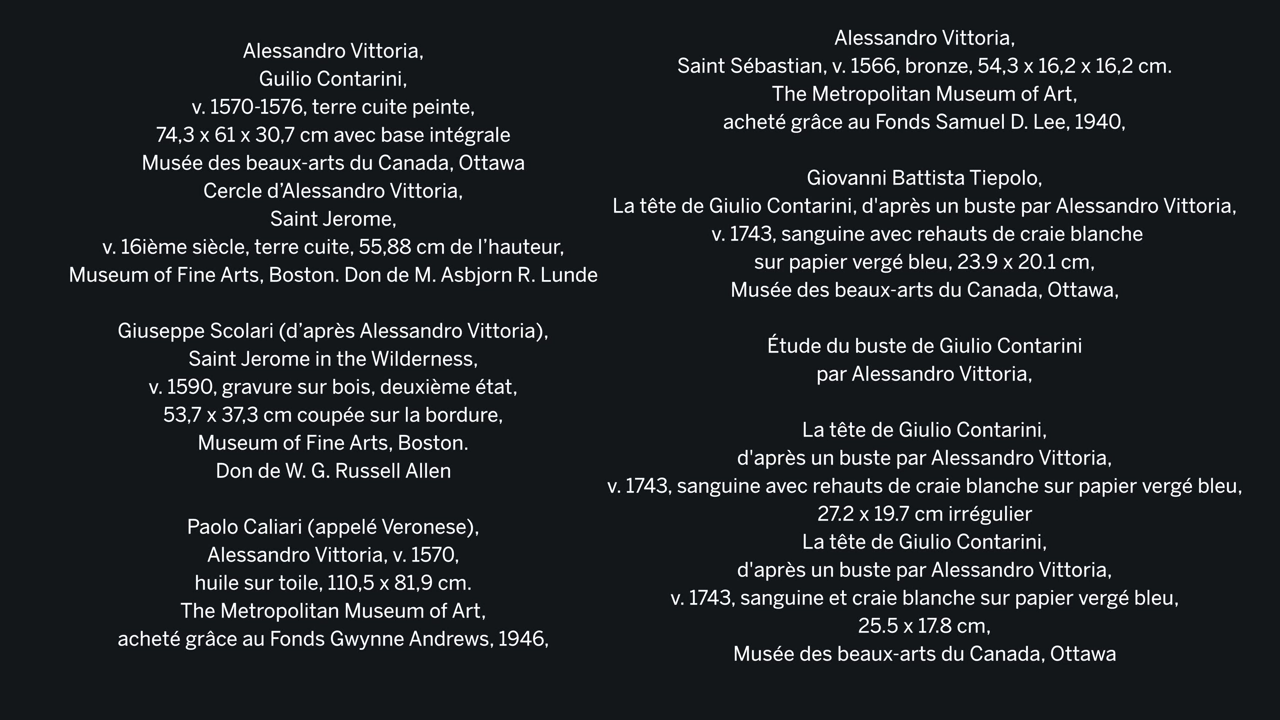 Alessandro Vittoria,
Guilio Contarini,
v. 1570-1576, terre cuite peinte,
74,3 x 61 x 30,7 cm avec base intégrale
Musée des beaux-arts du Canada, Ottawa
Cercle d’Alessandro Vittoria,
Saint Jerome,
v. 16ième siècle, terre cuite, 55,88 cm de l’hauteur,
Museum of Fine Arts, Boston. Don de M. Asbjorn R. Lunde
Giuseppe Scolari (d’après Alessandro Vittoria),
Saint Jerome in the Wilderness,
v. 1590, gravure sur bois, deuxième état,
53,7 x 37,3 cm coupée sur la bordure,
Museum of Fine Arts, Boston.
Don de W. G. Russell Allen
Paolo Caliari (appelé Veronese),
Alessandro Vittoria, v. 1570,
huile sur toile, 110,5 x 81,9 cm.
The Metropolitan Museum of Art,
acheté grâce au Fonds Gwynne Andrews, 1946,
Alessandro Vittoria,
Saint Sébastian, v. 1566, bronze, 54,3 x 16,2 x 16,2 cm.
The Metropolitan Museum of Art,
acheté grâce au Fonds Samuel D. Lee, 1940,
Giovanni Battista Tiepolo,
La tête de Giulio Contarini, d'après un buste par Alessandro Vittoria,
v. 1743, sanguine avec rehauts de craie blanche
sur papier vergé bleu, 23.9 x 20.1 cm,
Musée des beaux-arts du Canada, Ottawa,
Étude du buste de Giulio Contarini
par Alessandro Vittoria,
La tête de Giulio Contarini,
d'après un buste par Alessandro Vittoria,
v. 1743, sanguine avec rehauts de craie blanche sur papier vergé bleu,
27.2 x 19.7 cm irrégulier
La tête de Giulio Contarini,
d'après un buste par Alessandro Vittoria,
v. 1743, sanguine et craie blanche sur papier vergé bleu,
25.5 x 17.8 cm,
Musée des beaux-arts du Canada, Ottawa